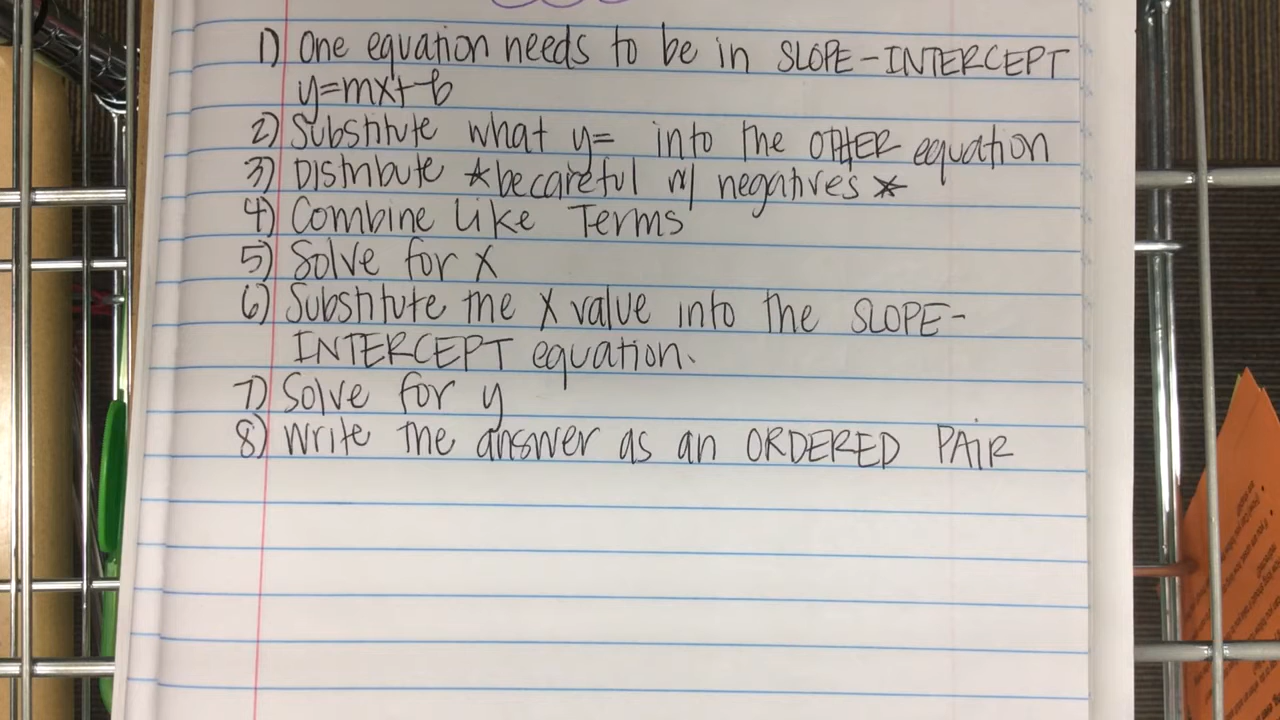 1) One equation needs to be in SLOPE-INTERCEPT
y=mx+b
2) Substitute what y= into the OTHER equation
3) Distribute *be careful w/ negatives *
4) Combine Like Terms
5) Solve for x
6) Substitute the x value into the SLOPE-
INTERCEPT equation.
7) Solve for y
8) Write the answer as an ORDERED PAIR